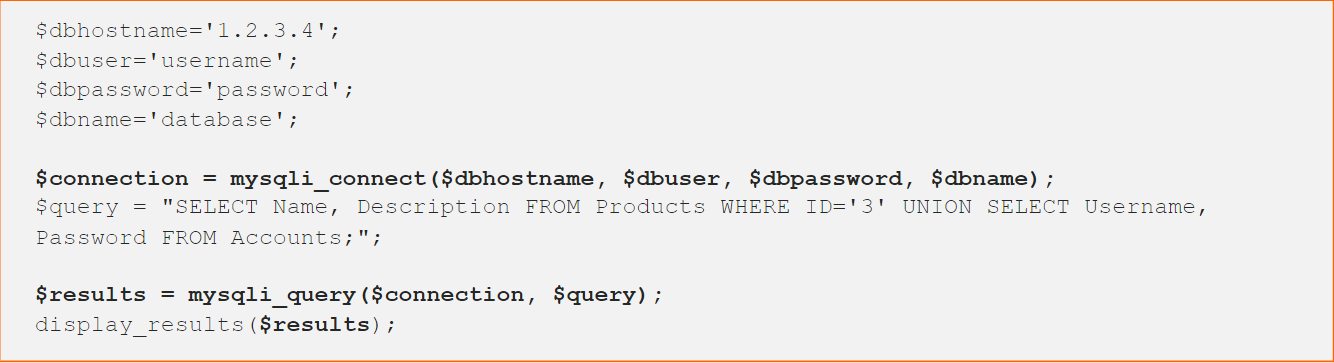 $dbhostname='1.2.3.4';
$dbuser='username';
$dbpassword='password';
$dbname='database';
$connection = mysqli_connect($dbhostname, $dbuser, $dbpassword, $dbname);
$query = "SELECT Name, Description FROM Products WHERE ID='3' UNION SELECT Username,
Password FROM Accounts;";
$results = mysqli_query($connection, $query);
display_results($results);